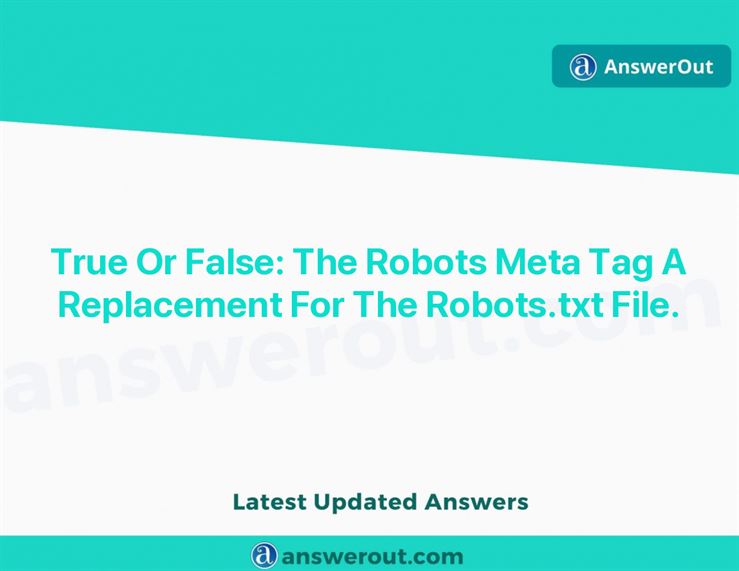 AnswerOut
True Or False: The Robots Meta Tag A
Replacement For The Robots.txt File.
answerout.com
Latest Updated Answers
answerout.com